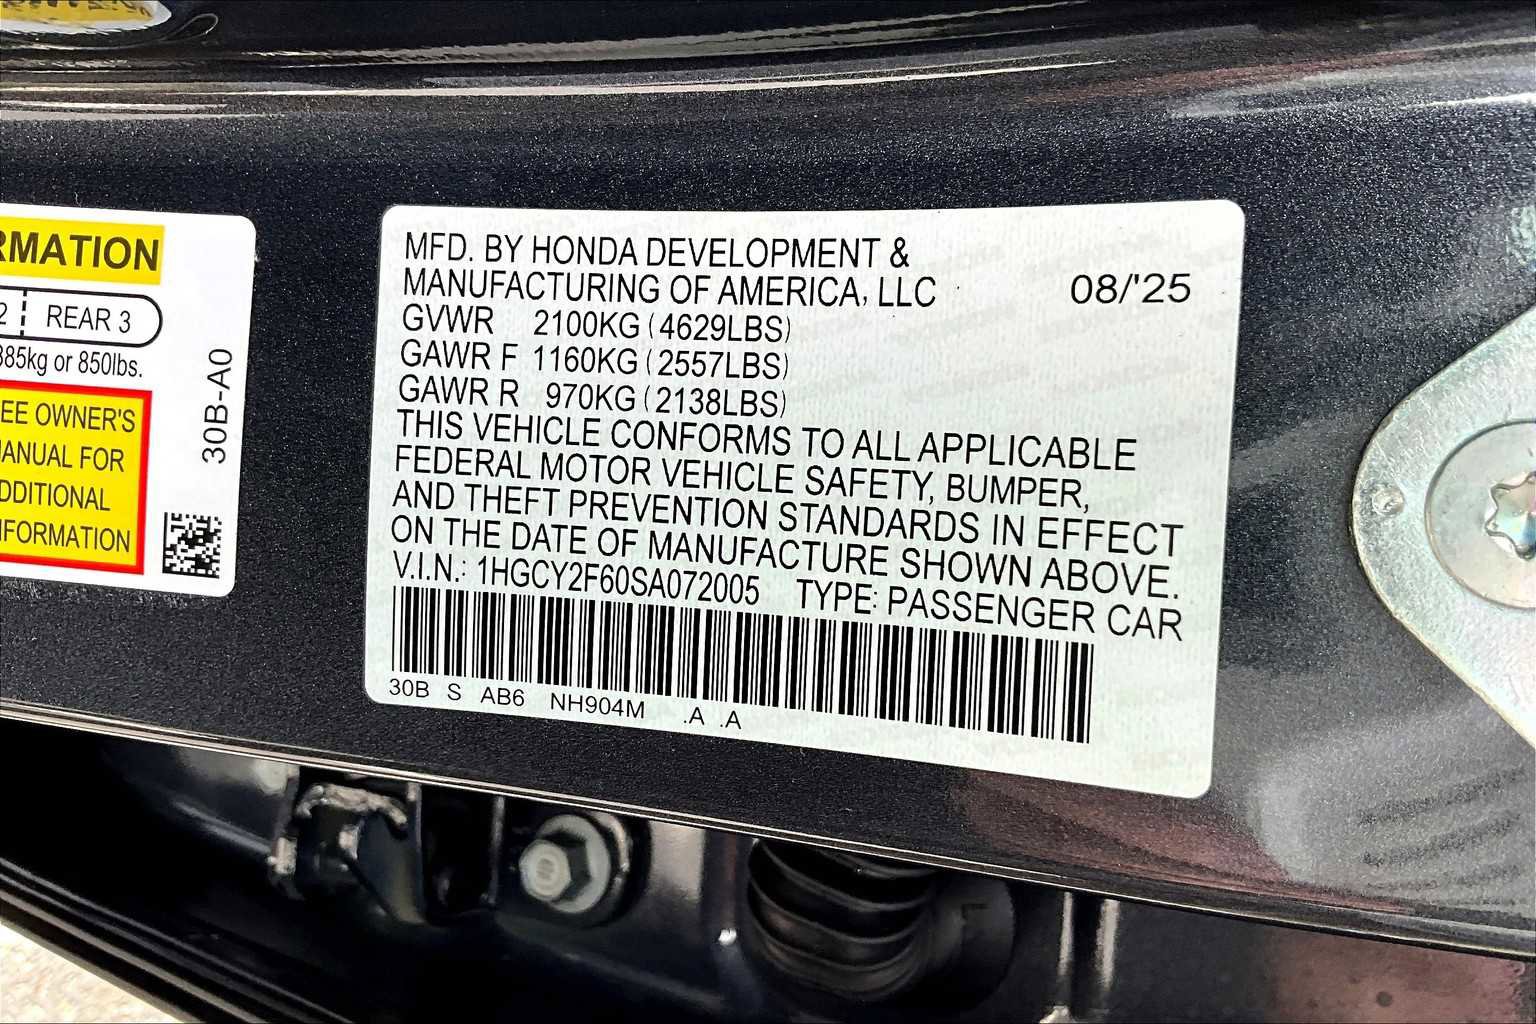 RMATION
2 REAR 3
385kg or 850lbs.
EE OWNER'S
ANUAL FOR
DDITIONAL
NFORMATION
30B-A0
MFD. BY HONDA DEVELOPMENT &
MANUFACTURING OF AMERICA, LLC 08/'25
GVWR 2100KG (4629LBS)
GAWR F 1160KG (2557LBS)
GAWR R 970KG (2138LBS)
THIS VEHICLE CONFORMS TO ALL APPLICABLE
FEDERAL MOTOR VEHICLE SAFETY, BUMPER,
AND THEFT PREVENTION STANDARDS IN EFFECT
ON THE DATE OF MANUFACTURE SHOWN ABOVE.
V.I.N.: 1HGCY2F60SA072005 TYPE: PASSENGER CAR
30B S AB6 NH904M .A .A